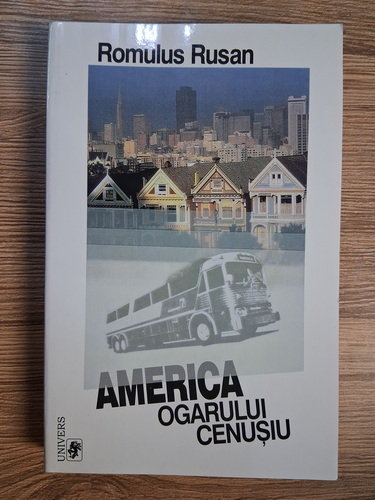 Romulus Rusan
AMERICA
OGARULUI
CENUȘIU
UNIVERS